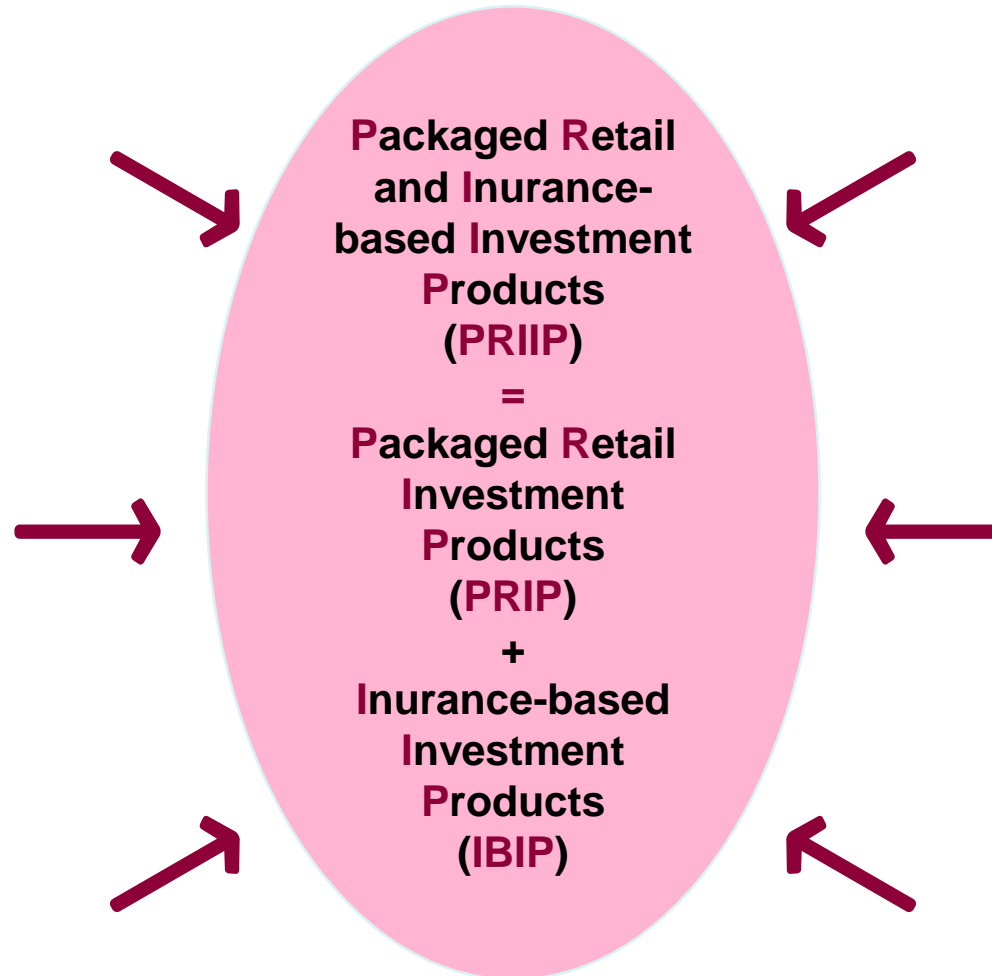 Packaged Retail
and Inurance-
based Investment
Products
(PRIIP)
=
Packaged Retail
Investment
Products
(PRIP)
+
Inurance-based
Investment
Products
(IBIP)